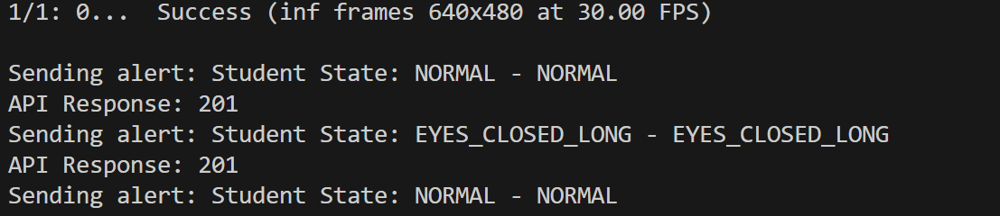 1/1: 0...  Success (inf frames 640x480 at 30.00 FPS)
Sending alert: Student State: NORMAL - NORMAL
API Response: 201
Sending alert: Student State: EYES_CLOSED_LONG - EYES_CLOSED_LONG
API Response: 201
Sending alert: Student State: NORMAL - NORMAL